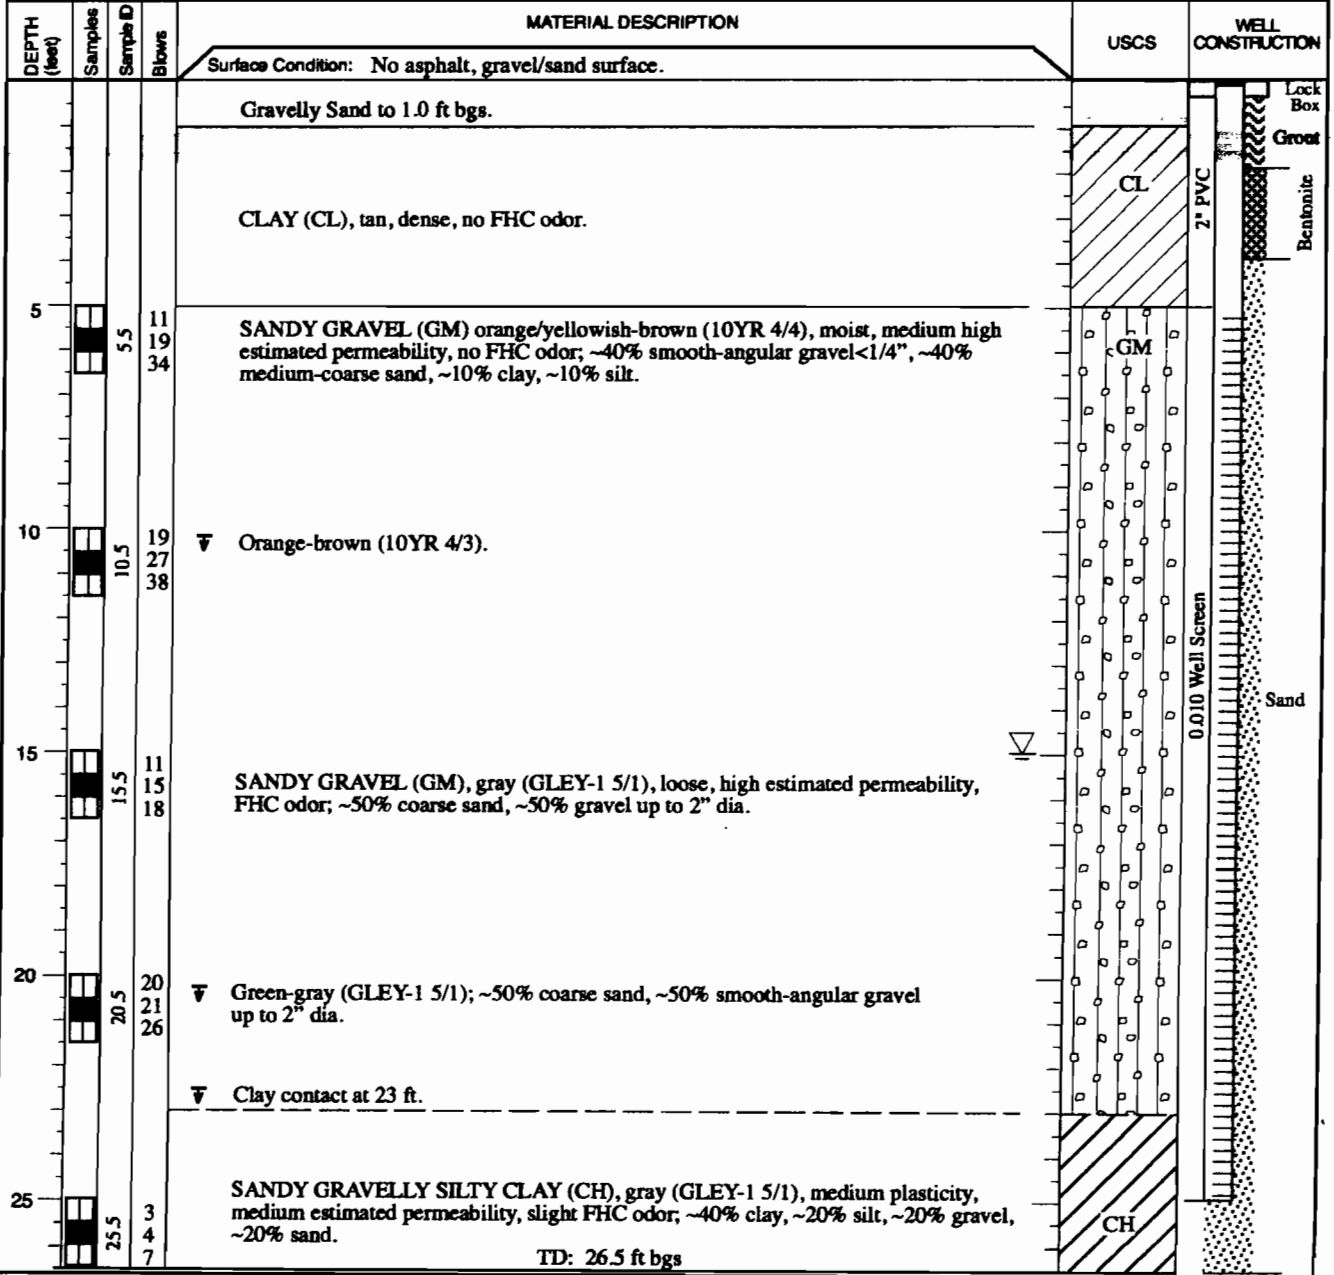 DEPTH (feet)
Samples
Sample ID
Blows
MATERIAL DESCRIPTION
Surface Condition: No asphalt, gravel/sand surface.
USCS
WELL
CONSTRUCTION
Gravelly Sand to 1.0 ft bgs.
Lock
Box
Grout
CL
2" PVC
Bentonite
CLAY (CL), tan, dense, no FHC odor.
5
5.5
11
19
34
SANDY GRAVEL (GM) orange/yellowish-brown (10YR 4/4), moist, medium high
estimated permeability, no FHC odor; ~40% smooth-angular gravel<1/4”, ~40%
medium-coarse sand, ~10% clay, ~10% silt.
GM
10
10.5
19
27
38
Orange-brown (10YR 4/3).
0.010 Well Screen
Sand
15
15.5
11
15
18
SANDY GRAVEL (GM), gray (GLEY-1 5/1), loose, high estimated permeability,
FHC odor; ~50% coarse sand, ~50% gravel up to 2” dia.
20
20.5
20
21
26
Green-gray (GLEY-1 5/1); ~50% coarse sand, ~50% smooth-angular gravel
up to 2” dia.
Clay contact at 23 ft.
25
25.5
3
4
7
SANDY GRAVELLY SILTY CLAY (CH), gray (GLEY-1 5/1), medium plasticity,
medium estimated permeability, slight FHC odor; ~40% clay, ~20% silt, ~20% gravel,
~20% sand.
CH
TD: 26.5 ft bgs